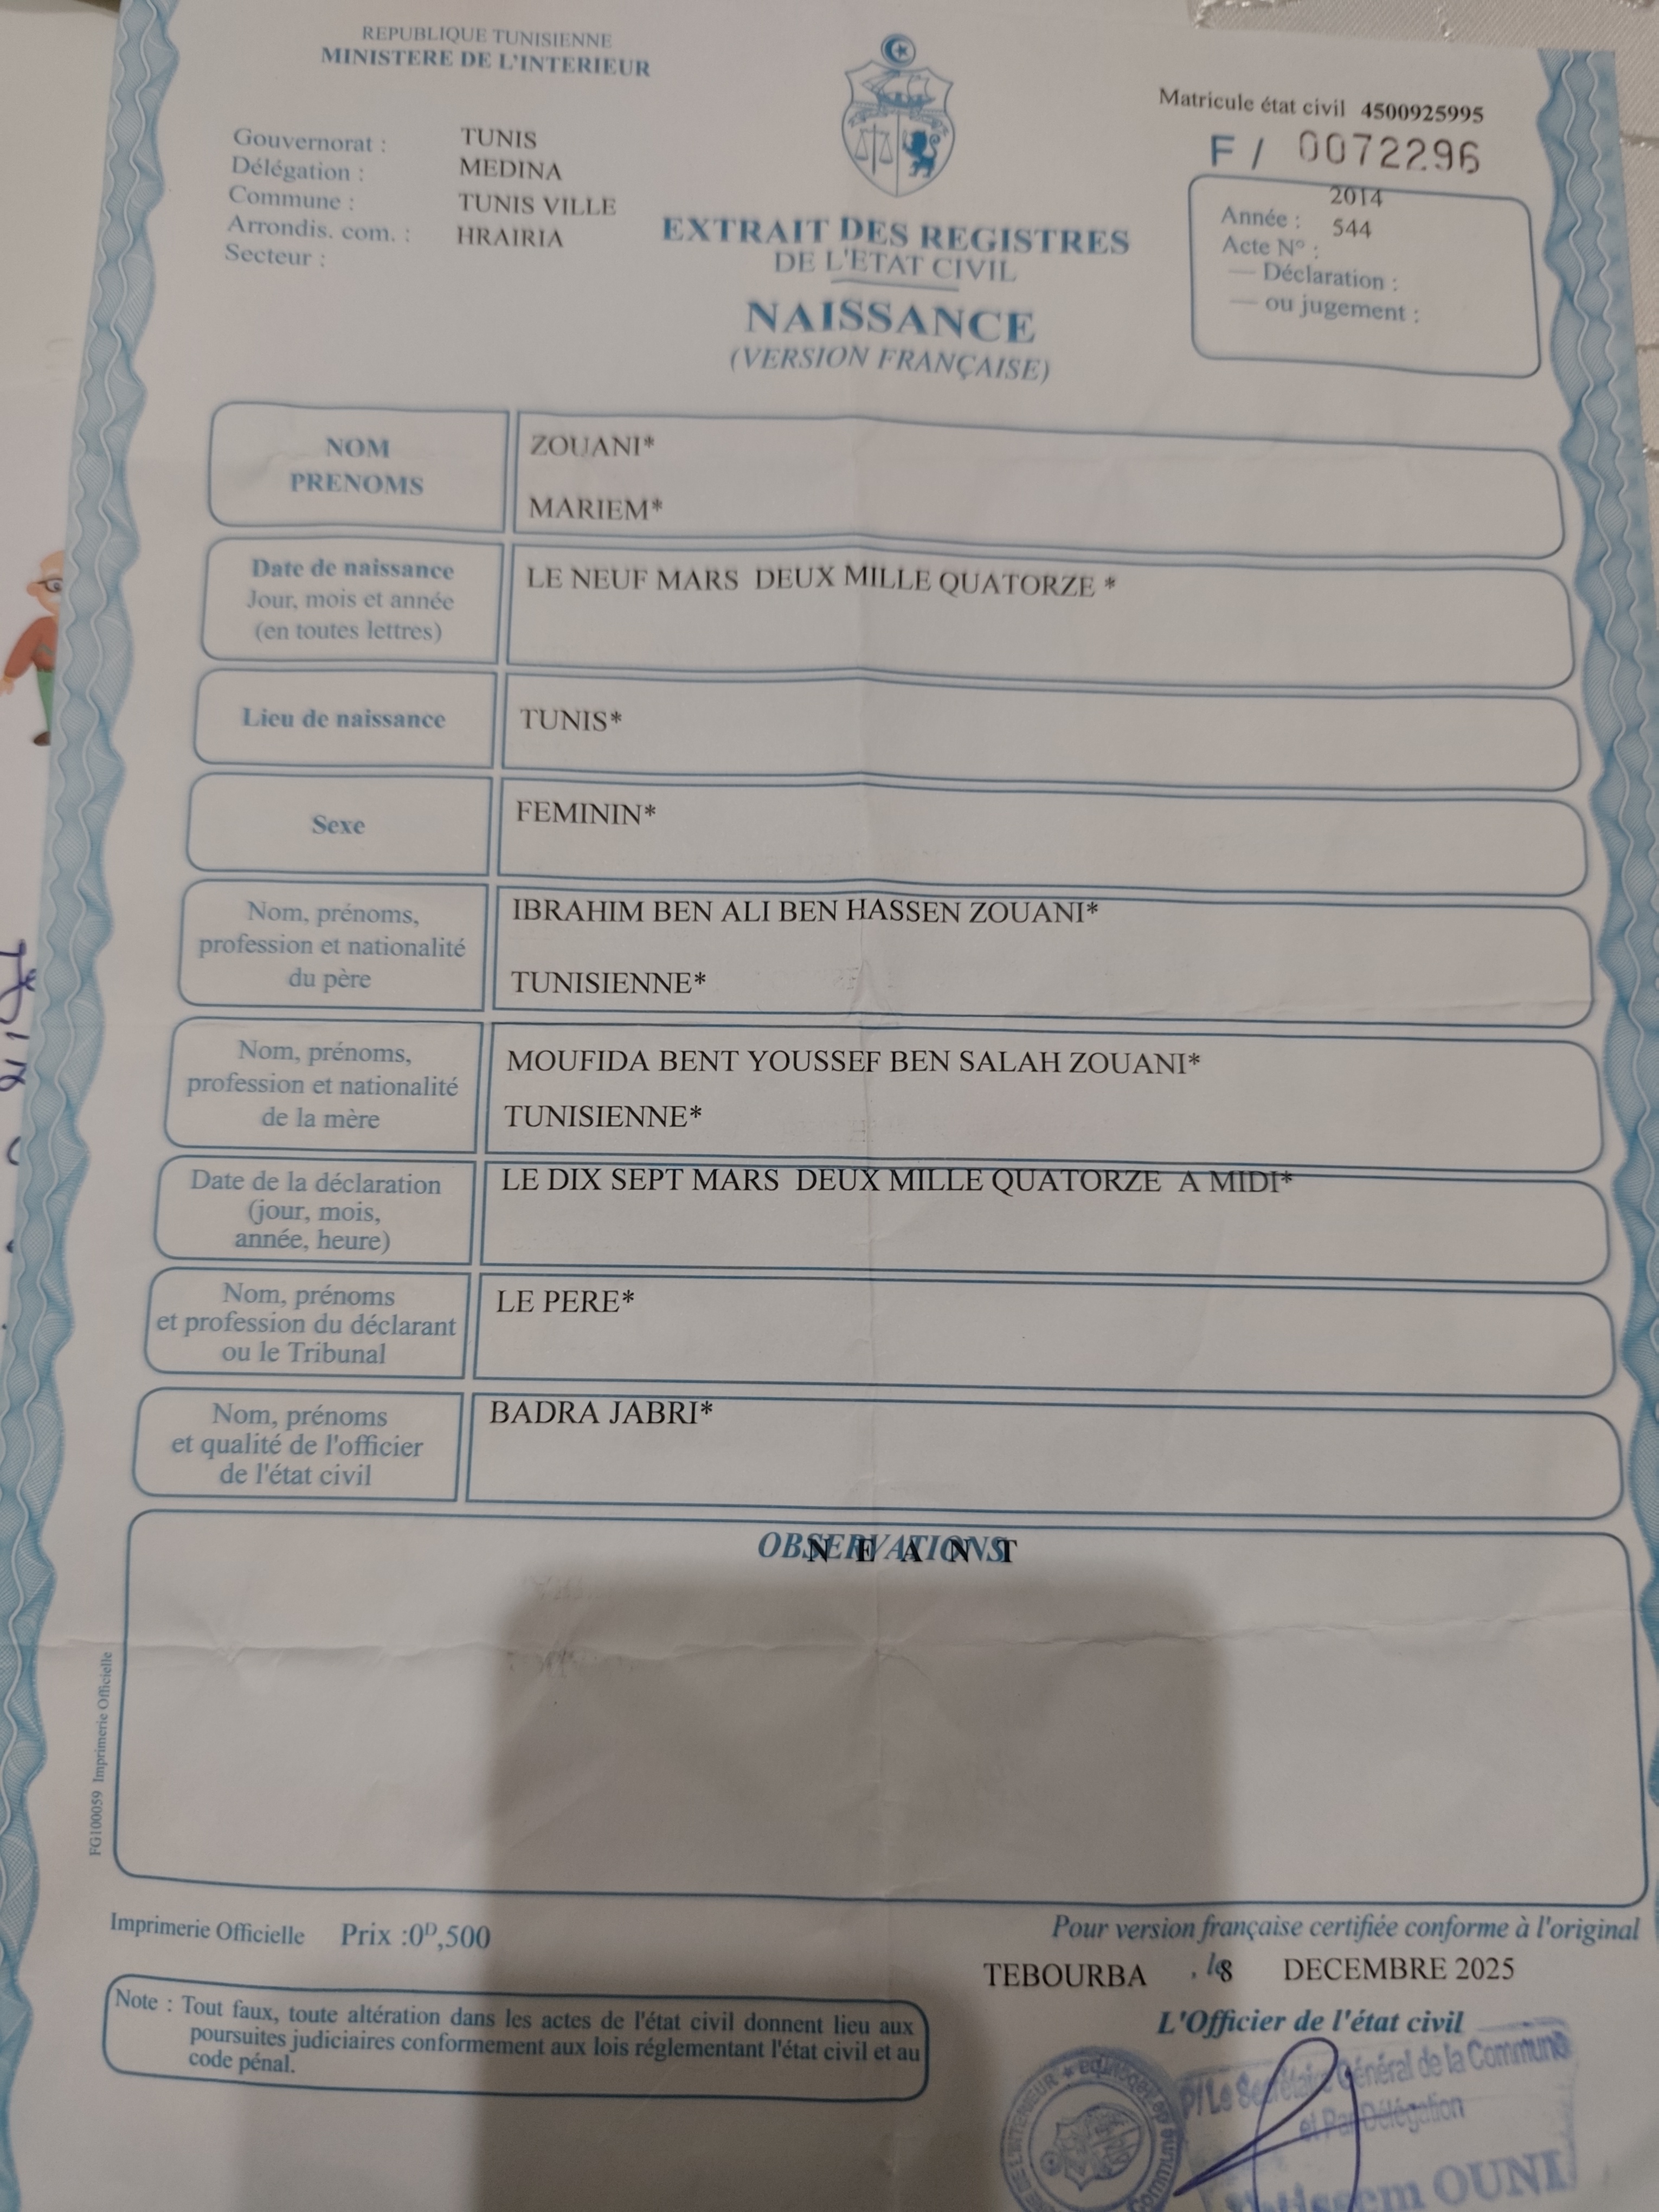 REPUBLIQUE TUNISIENNE
MINISTERE DE L'INTERIEUR
Gouvernorat : TUNIS
Délégation : MEDINA
Commune : TUNIS VILLE
Arrondis. com. : HRAIRIA
Secteur :
Matricule état civil 4500925995
F / 0072296
2014
Année : 544
Acte N° :
— Déclaration :
— ou jugement :
EXTRAIT DES REGISTRES
DE L'ETAT CIVIL
NAISSANCE
(VERSION FRANÇAISE)
NOM ZOUANI*
PRENOMS MARIEM*
Date de naissance
Jour, mois et année
(en toutes lettres)
LE NEUF MARS DEUX MILLE QUATORZE *
Lieu de naissance TUNIS*
Sexe FEMININ*
Nom, prénoms,
profession et nationalité
du père
IBRAHIM BEN ALI BEN HASSEN ZOUANI*
TUNISIENNE*
Nom, prénoms,
profession et nationalité
de la mère
MOUFIDA BENT YOUSSEF BEN SALAH ZOUANI*
TUNISIENNE*
Date de la déclaration
(jour, mois,
année, heure)
LE DIX SEPT MARS DEUX MILLE QUATORZE A MIDI*
Nom, prénoms
et profession du déclarant
ou le Tribunal
LE PERE*
Nom, prénoms
et qualité de l'officier
de l'état civil
BADRA JABRI*
OBSERVATIONS
N E A N T
FG100059 Imprimerie Officielle
Imprimerie Officielle Prix :0ᴰ,500
Pour version française certifiée conforme à l'original
TEBOURBA , le 8 DECEMBRE 2025
L'Officier de l'état civil
Note : Tout faux, toute altération dans les actes de l'état civil donnent lieu aux
poursuites judiciaires conformement aux lois réglementant l'état civil et au
code pénal.
P/ Le Secrétaire Général de la Commune
et Par Délégation
OUNI